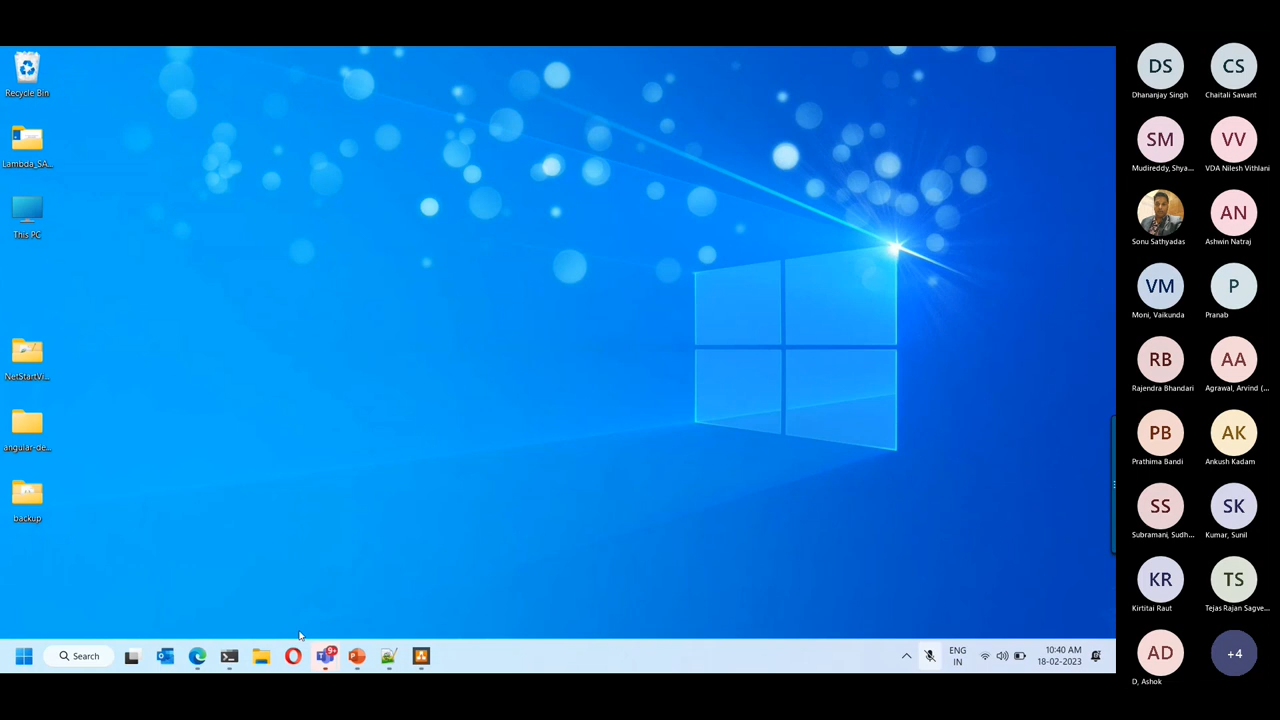 Recycle Bin
Lambda_SA...
This PC
NetStartVi...
angular-de...
backup
Search
9+
ENG
IN
10:40 AM
18-02-2023
DS
Dhananjay Singh
CS
Chaitali Sawant
SM
Mudireddy, Shya...
VV
VDA Nilesh Vithlani
Sonu Sathyadas
AN
Ashwin Natraj
VM
Moni, Vaikunda
P
Pranab
RB
Rajendra Bhandari
AA
Agrawal, Arvind (...
PB
Prathima Bandi
AK
Ankush Kadam
SS
Subramani, Sudh...
SK
Kumar, Sunil
KR
Kirtitai Raut
TS
Tejas Rajan Sagve...
AD
D, Ashok
+4